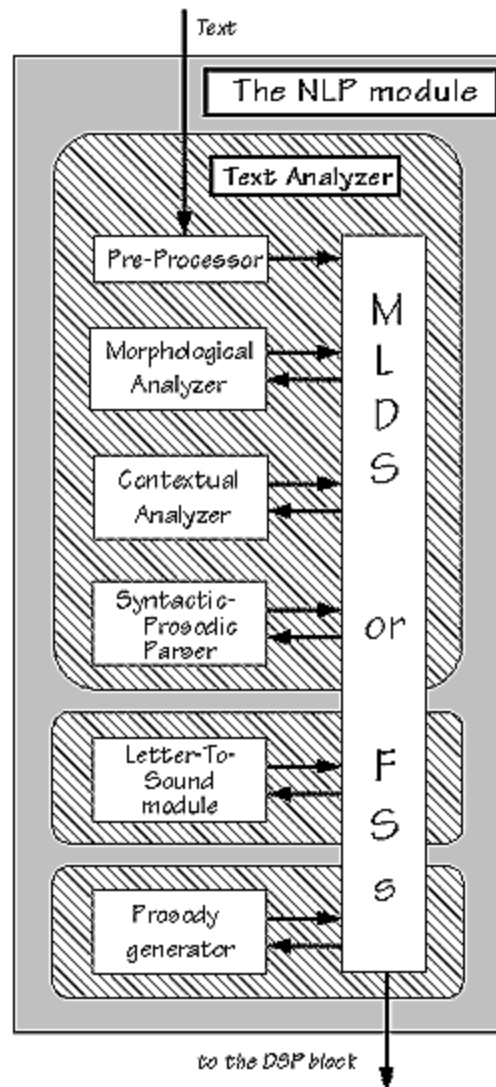 Text
The NLP module
Text Analyzer
Pre-Processor
Morphological
Analyzer
Contextual
Analyzer
Syntactic-
Prosodic
Parser
Letter-To-
Sound
module
Prosody
generator
M
L
D
S
or
F
S
s
to the DSP block